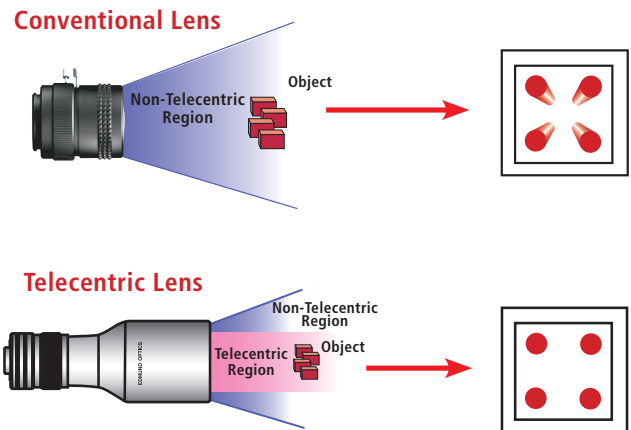 Conventional Lens
Non-Telecentric
Region
Object
Telecentric Lens
EDMUND OPTICS
Non-Telecentric
Region
Telecentric
Region
Object